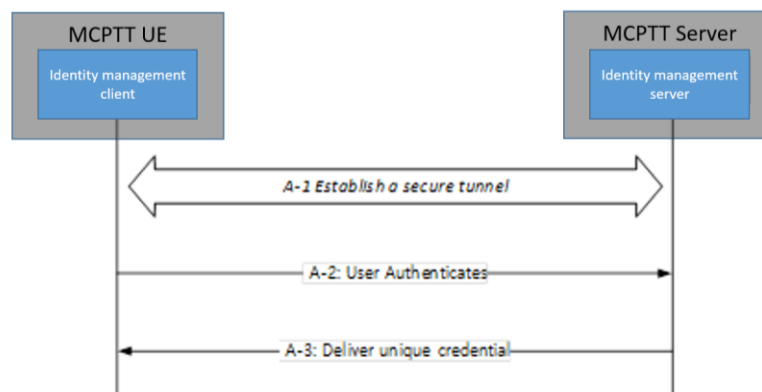 MCPTT UE
MCPTT Server
Identity management
client
Identity management
server
A-1 Establish a secure tunnel
A-2: User Authenticates
A-3: Deliver unique credential